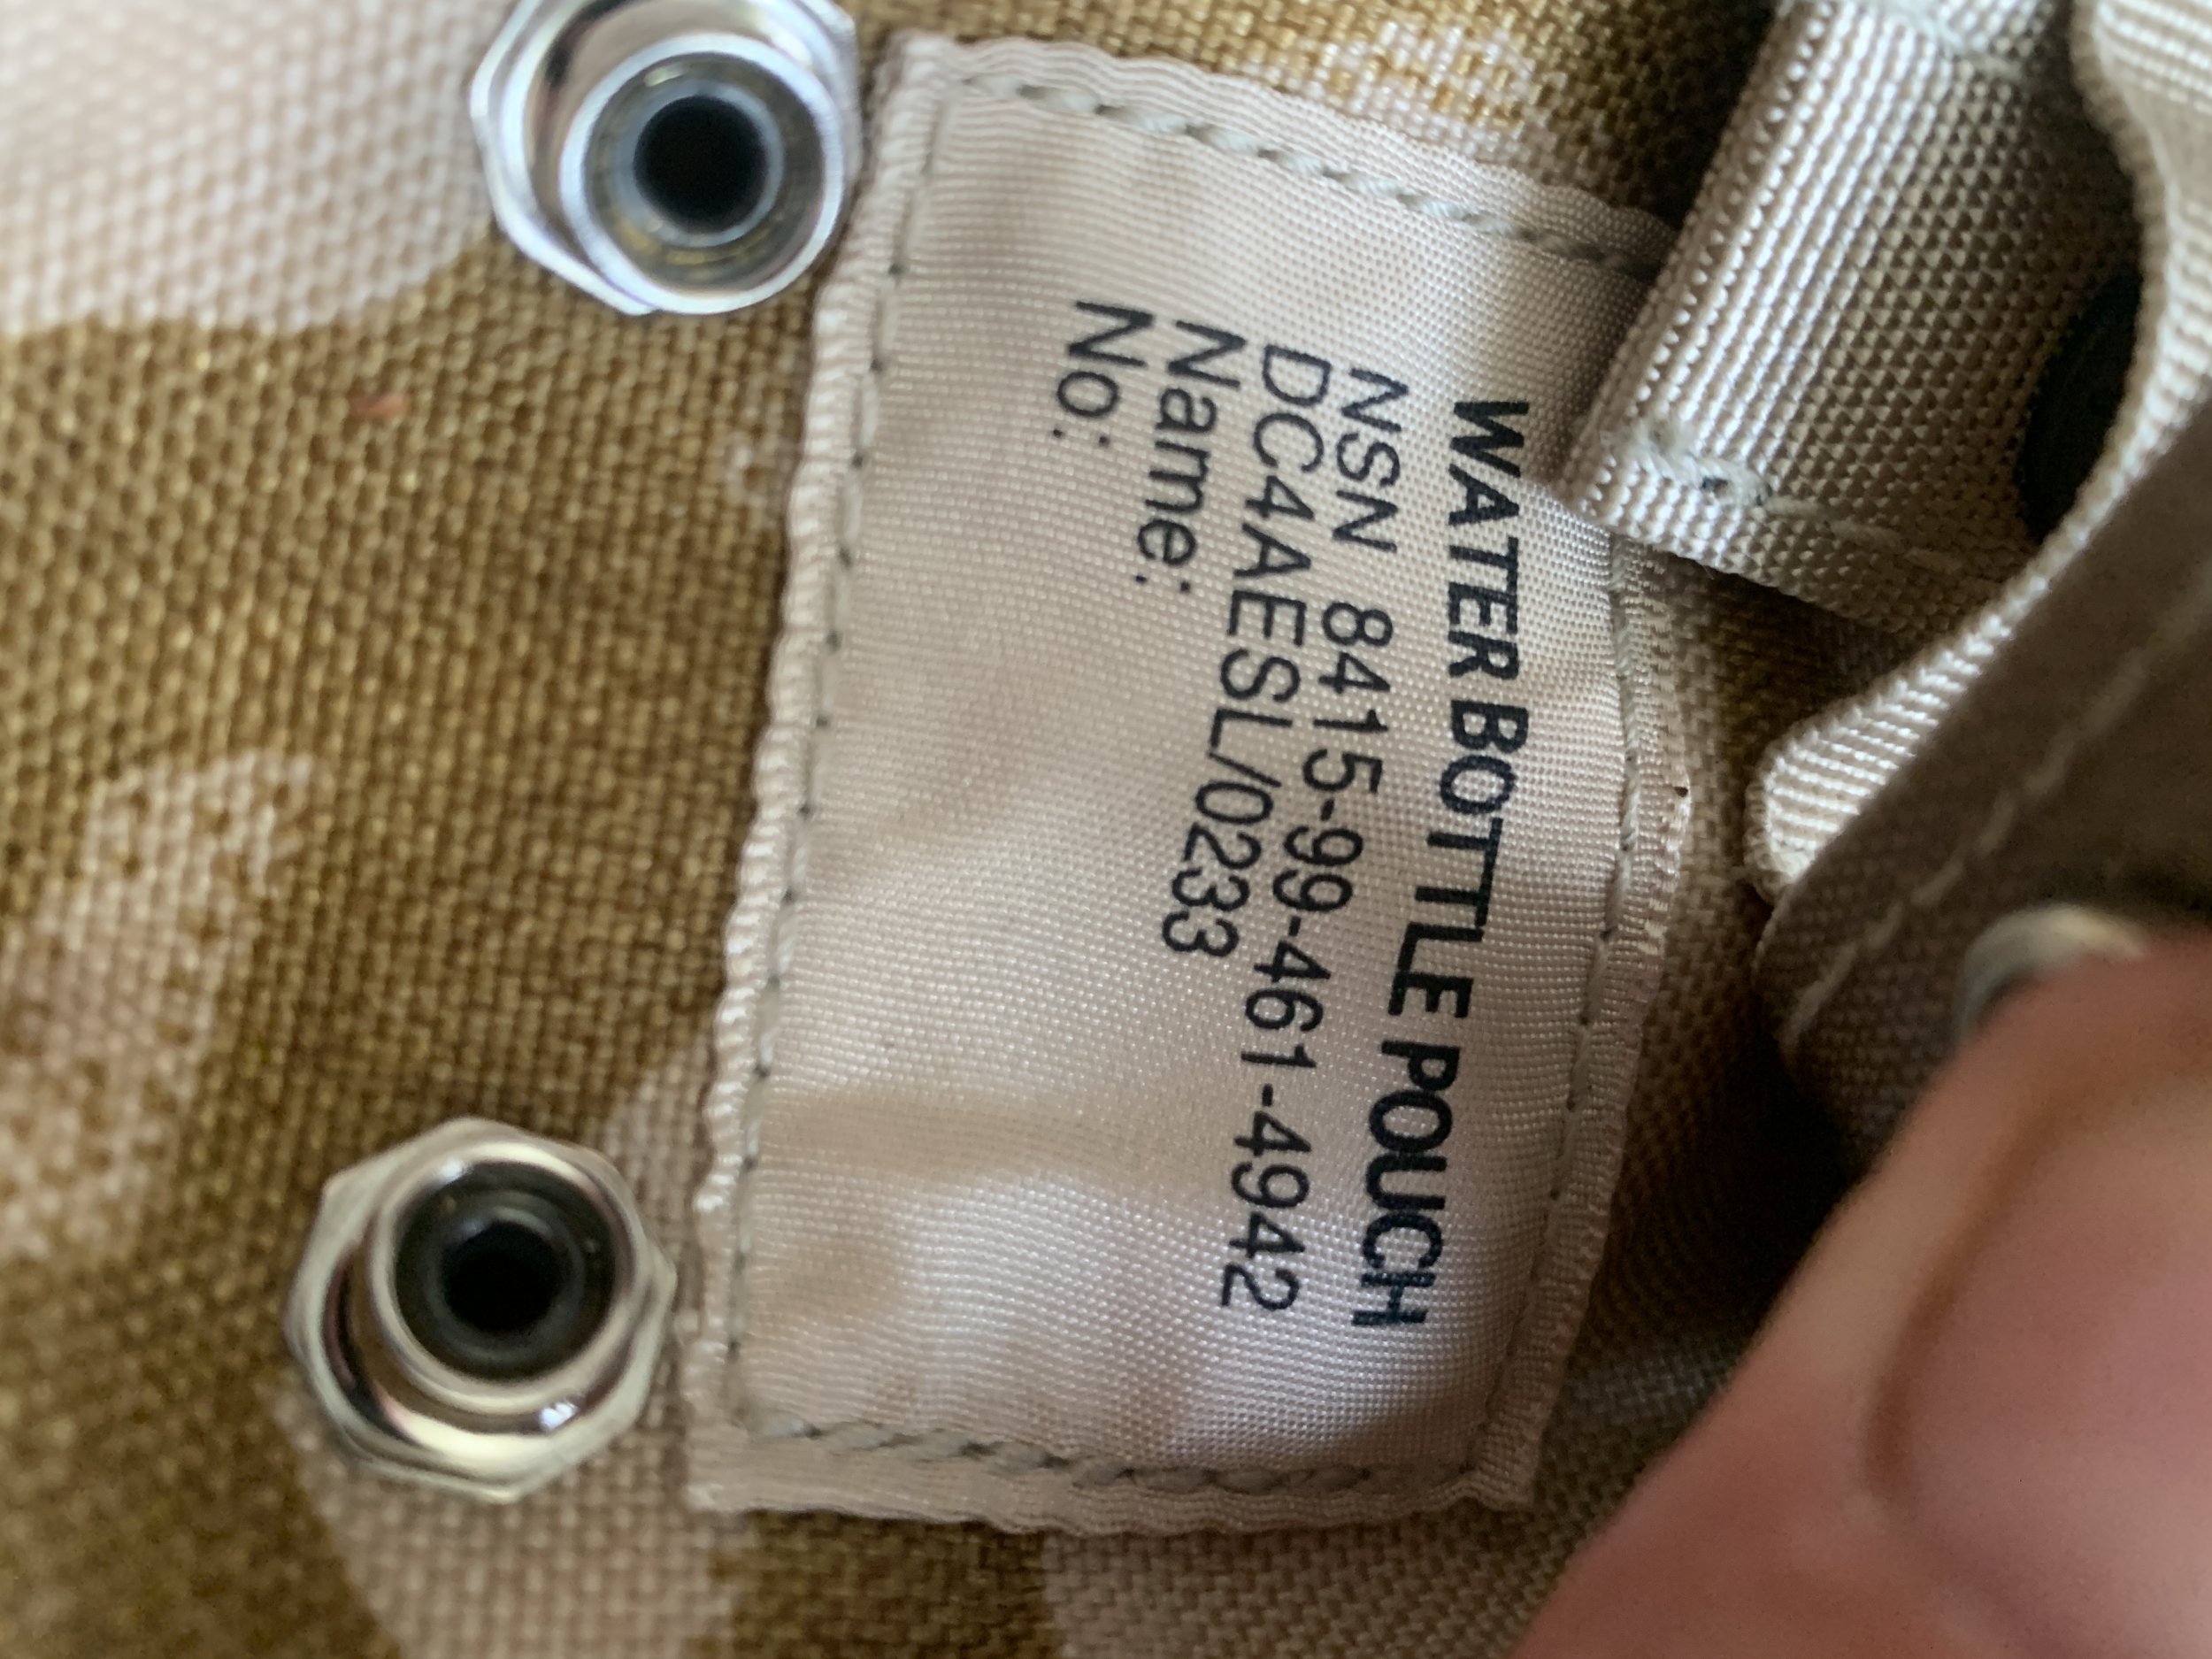 WATER BOTTLE POUCH
NSN 8415-99-461-4942
DC4AESL/0233
Name:
No: